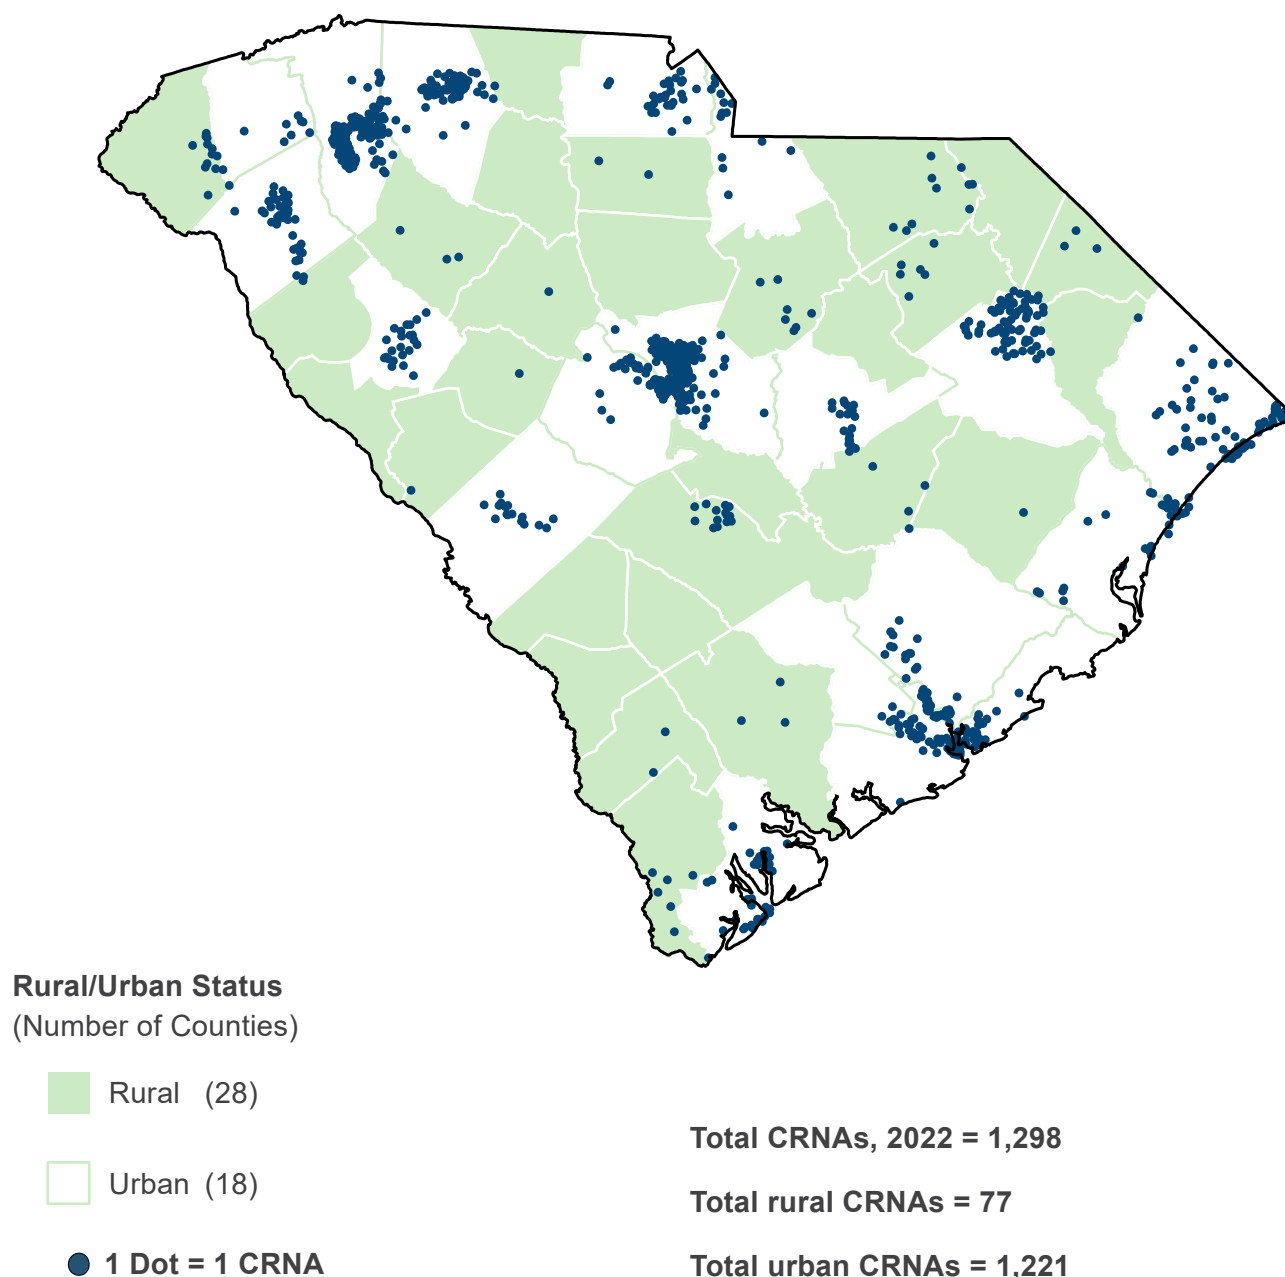 Rural/Urban Status
(Number of Counties)
Rural (28)
Urban (18)
1 Dot = 1 CRNA
Total CRNAs, 2022 = 1,298
Total rural CRNAs = 77
Total urban CRNAs = 1,221